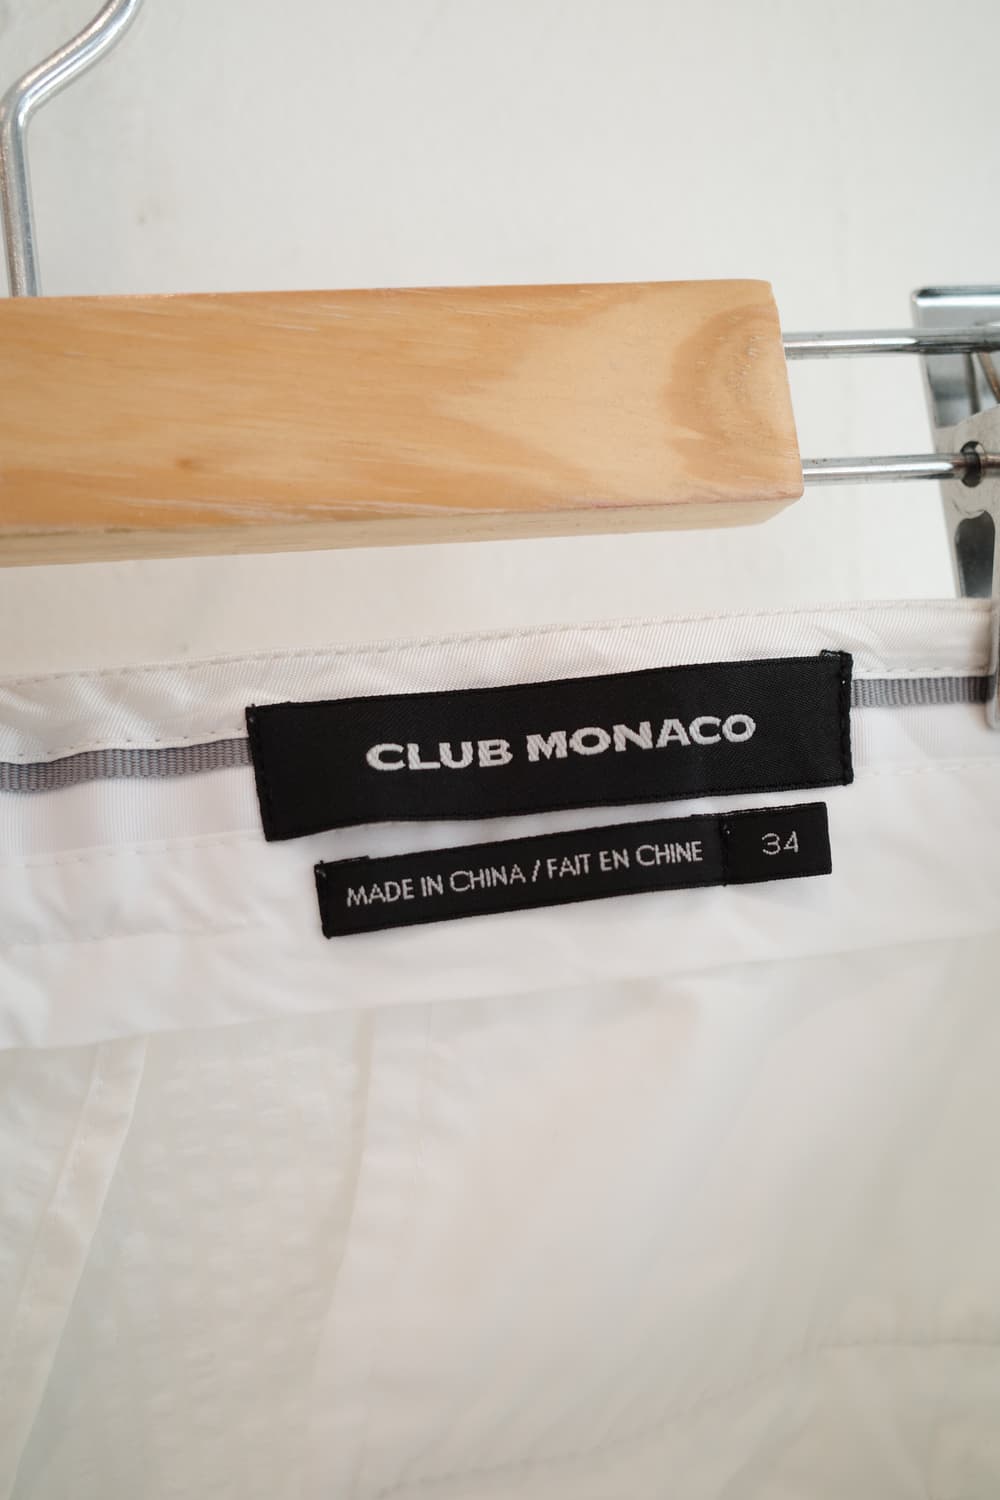 CLUB MONACO
MADE IN CHINA / FAIT EN CHINE 34